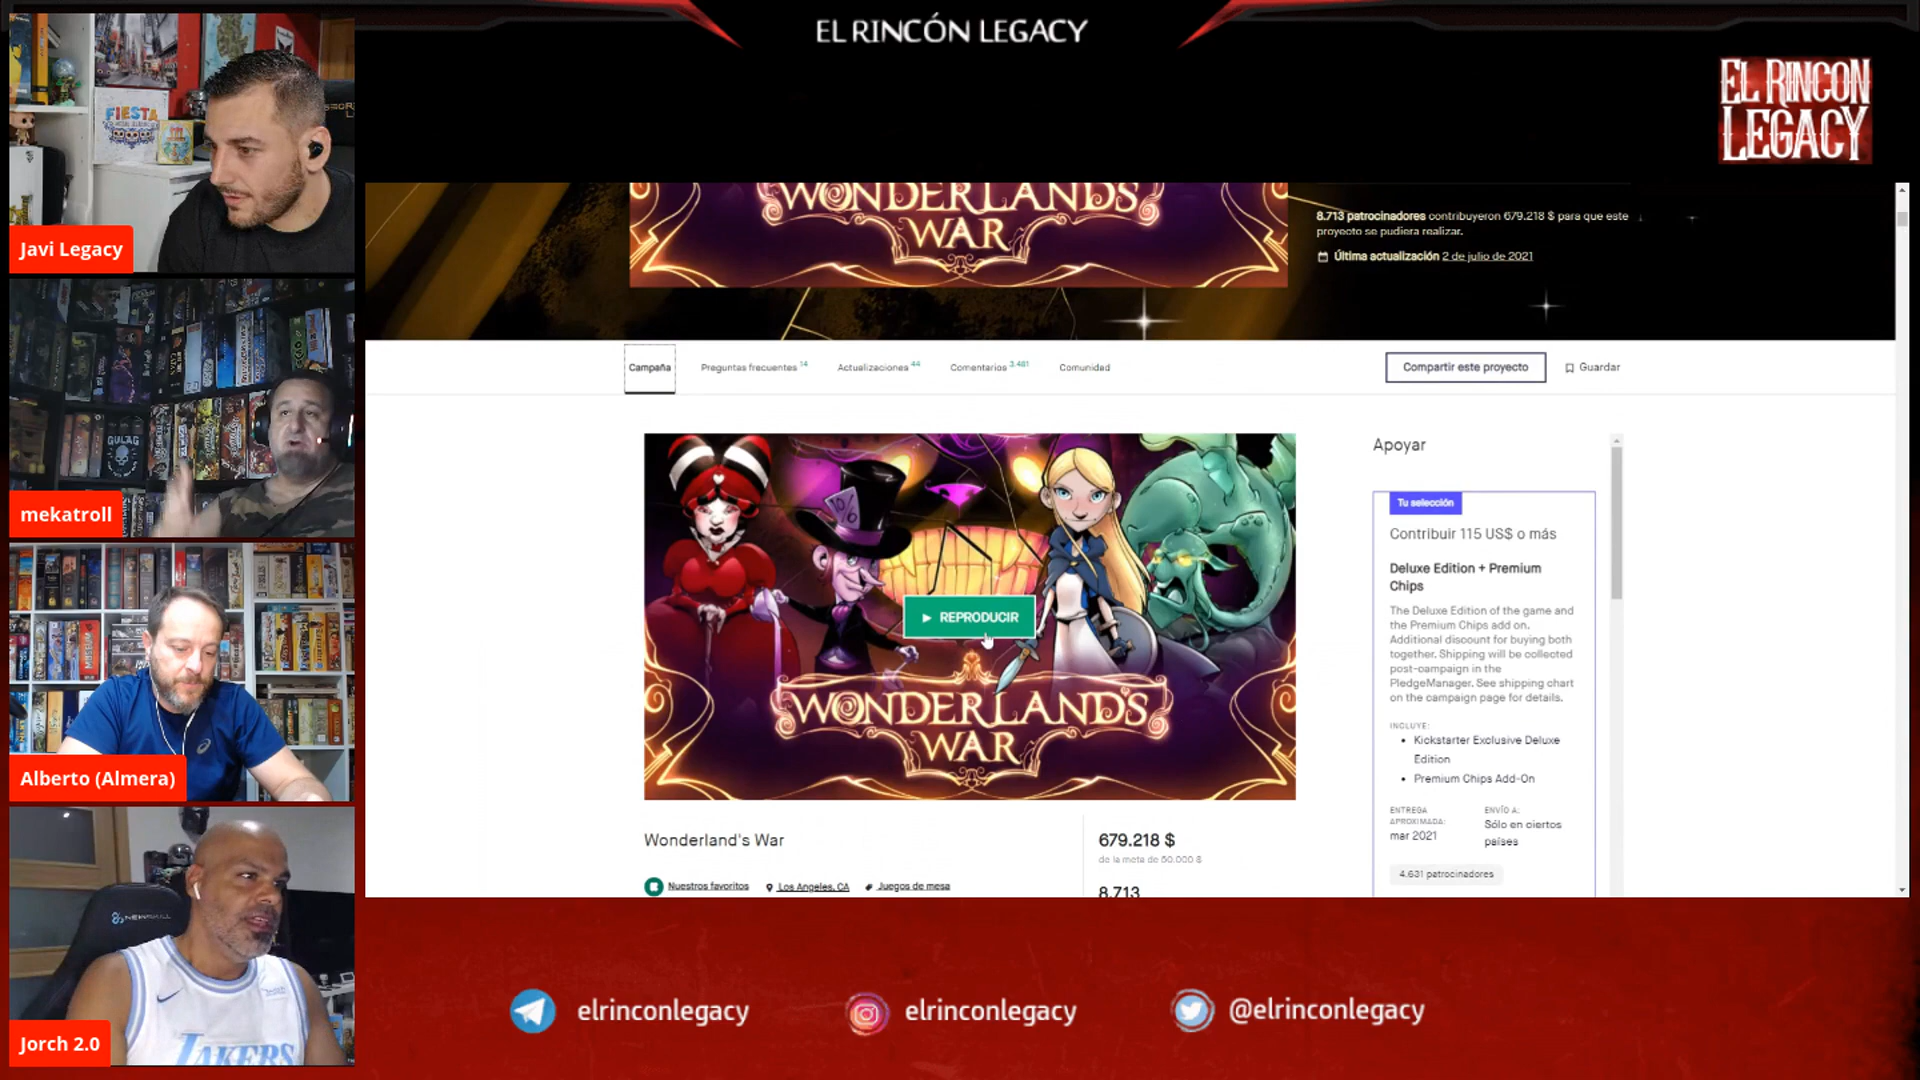 EL RINCÓN LEGACY
EL RINCON
LEGACY
FIESTA
Javi Legacy
GULAG
mekatroll
MUSEUM
Alberto (Almera)
LAKERS
Jorch 2.0
WONDERLANDS
WAR
8.713 patrocinadores contribuyeron 679.218 $ para que este
proyecto se pudiera realizar.
Última actualización 2 de julio de 2021
Campaña
Preguntas frecuentes 14
Actualizaciones 44
Comentarios 3.481
Comunidad
Compartir este proyecto
Guardar
10/6
REPRODUCIR
WONDERLAND'S
WAR
Apoyar
Tu selección
Contribuir 115 US$ o más
Deluxe Edition + Premium
Chips
The Deluxe Edition of the game and
the Premium Chips add on.
Additional discount for buying both
together. Shipping will be collected
post-campaign in the
PledgeManager. See shipping chart
on the campaign page for details.
INCLUYE:
Kickstarter Exclusive Deluxe
Edition
Premium Chips Add-On
ENTREGA
APROXIMADA:
mar 2021
ENVÍO A:
Sólo en ciertos
países
4.631 patrocinadores
Wonderland's War
679.218 $
de la meta de 50.000 $
8.713
Nuestros favoritos
Los Angeles, CA
Juegos de mesa
elrinconlegacy
elrinconlegacy
@elrinconlegacy